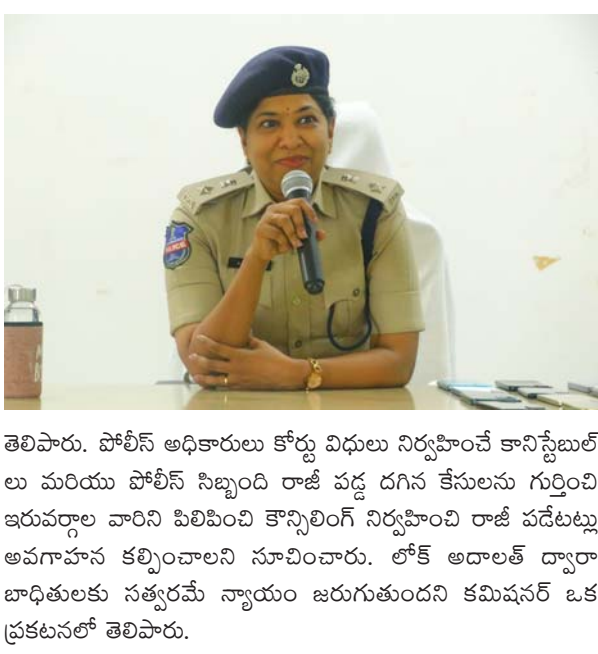 తెలిపారు. పోలీస్ అధికారులు కోర్టు విధులు నిర్వహించే కానిస్టేబుల్
లు మరియు పోలీస్ సిబ్బంది రాజీ పడ్డ దగిన కేసులను గుర్తించి
ఇరువర్గాల వారిని పిలిపించి కౌన్సిలింగ్ నిర్వహించి రాజీ పడేటట్లు
అవగాహన కల్పించాలని సూచించారు. లోక్ అదాలత్ ద్వారా
బాధితులకు సత్వరమే న్యాయం జరుగుతుందని కమిషనర్ ఒక
ప్రకటనలో తెలిపారు.